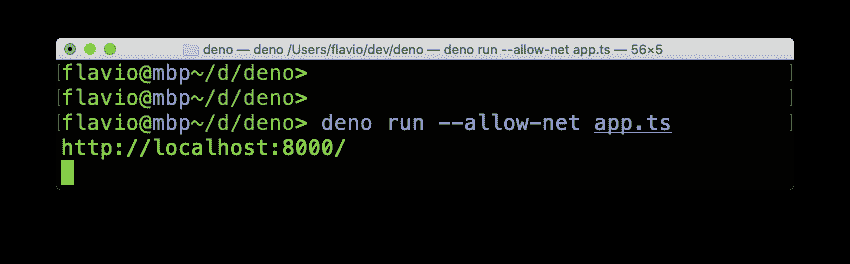 deno — deno /Users/flavio/dev/deno — deno run --allow-net app.ts — 56×5
[flavio@mbp~/d/deno> ]
[flavio@mbp~/d/deno> ]
[flavio@mbp~/d/deno> deno run --allow-net app.ts ]
http://localhost:8000/